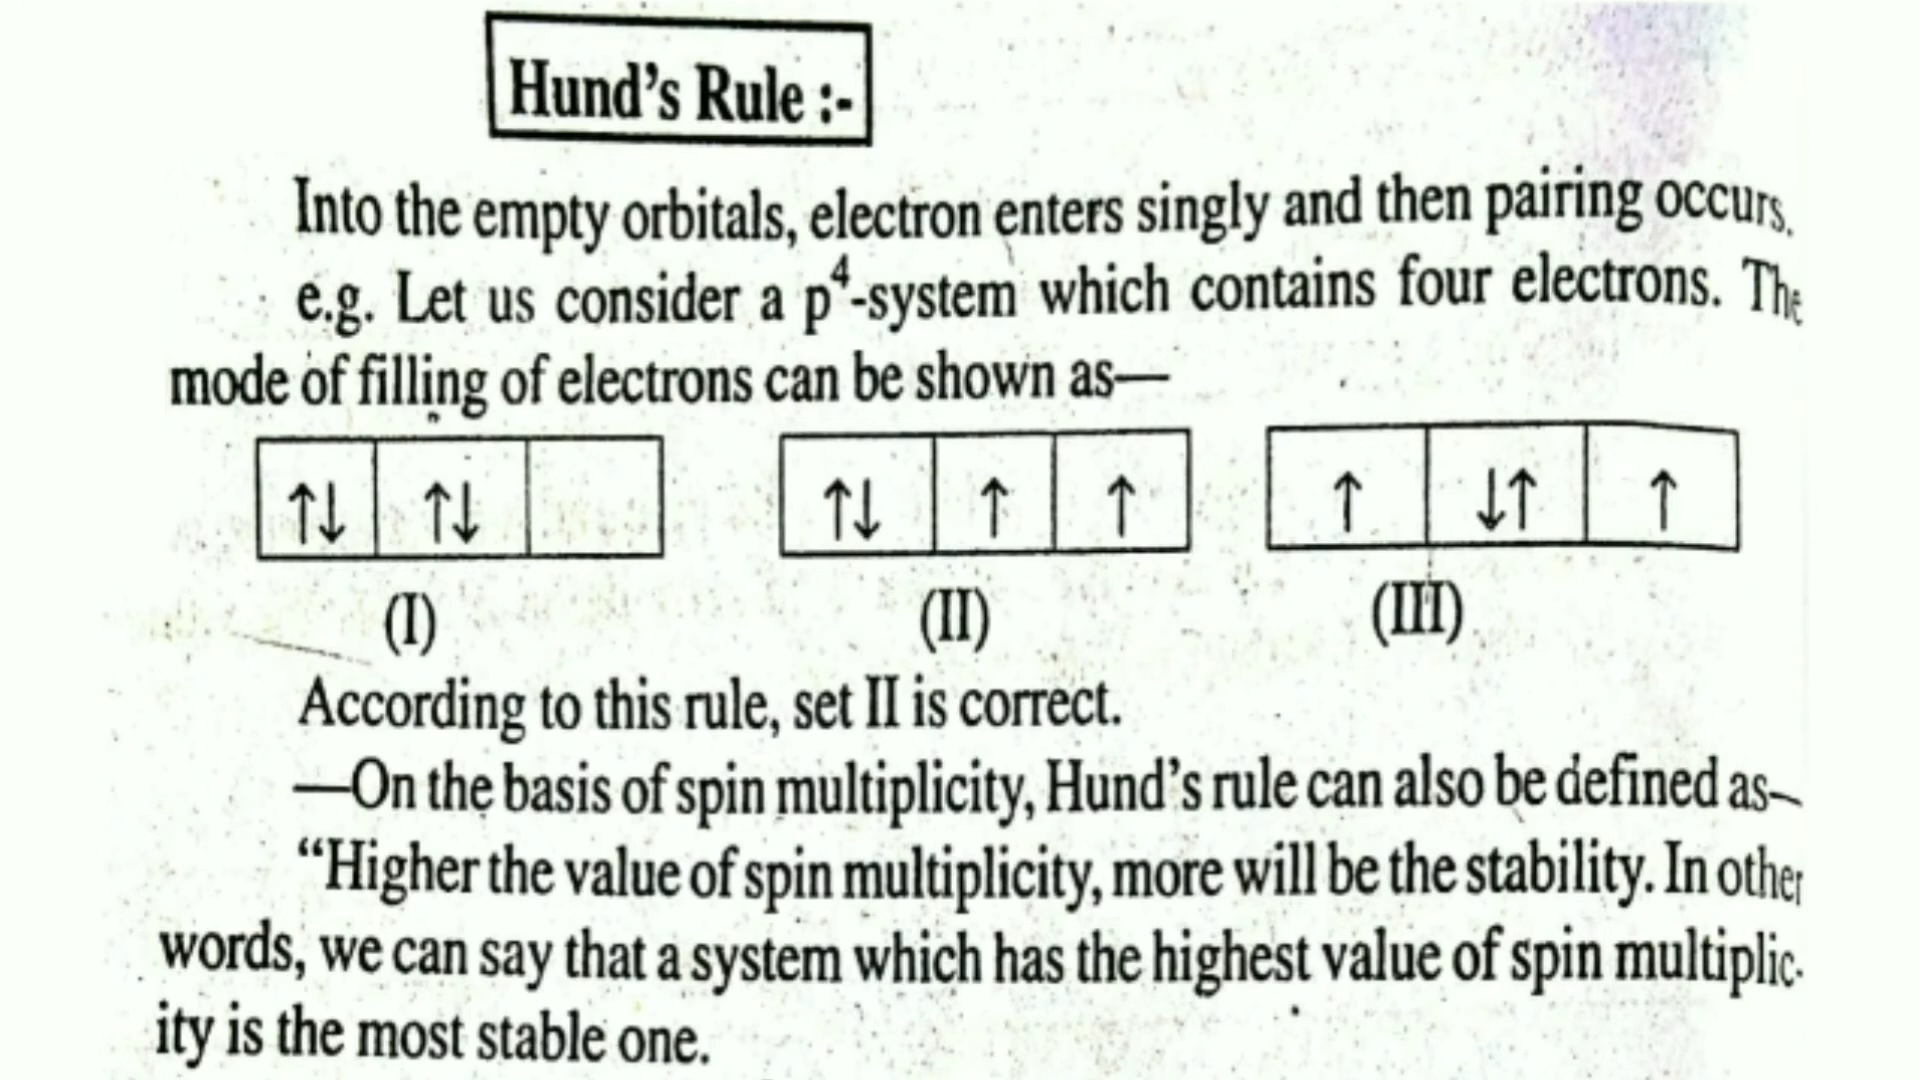 Hund's Rule :-
Into the empty orbitals, electron enters singly and then pairing occurs.
e.g. Let us consider a p⁴-system which contains four electrons. The
mode of filling of electrons can be shown as—
↑↓ ↑↓ ↑↓ ↑ ↑ ↑ ↓↑ ↑
(I) (II) (III)
According to this rule, set II is correct.
—On the basis of spin multiplicity, Hund's rule can also be defined as–
“Higher the value of spin multiplicity, more will be the stability. In other
words, we can say that a system which has the highest value of spin multiplic-
ity is the most stable one.